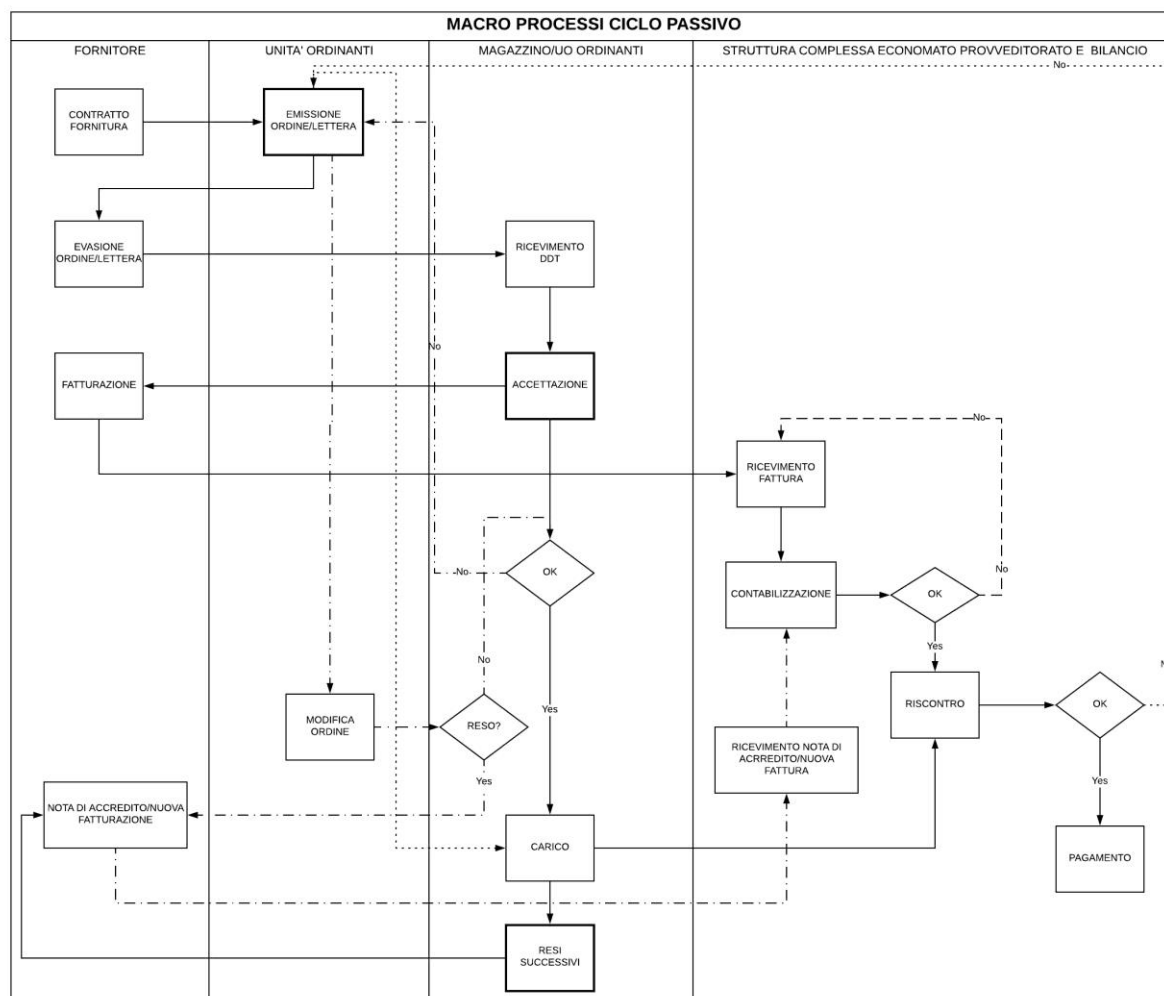 MACRO PROCESSI CICLO PASSIVO
FORNITORE
UNITA' ORDINANTI
MAGAZZINO/UO ORDINANTI
STRUTTURA COMPLESSA ECONOMATO PROVVEDITORATO E BILANCIO
No
CONTRATTO
FORNITURA
EMISSIONE
ORDINE/LETTERA
EVASIONE
ORDINE/LETTERA
RICEVIMENTO
DDT
No
FATTURAZIONE
ACCETTAZIONE
No
RICEVIMENTO
FATTURA
No
OK
No
CONTABILIZZAZIONE
OK
Yes
No
Yes
MODIFICA
ORDINE
RESO?
RISCONTRO
OK
RICEVIMENTO NOTA DI
ACRREDITO/NUOVA
FATTURA
Yes
Yes
NOTA DI ACCREDITO/NUOVA
FATTURAZIONE
CARICO
PAGAMENTO
RESI
SUCCESSIVI